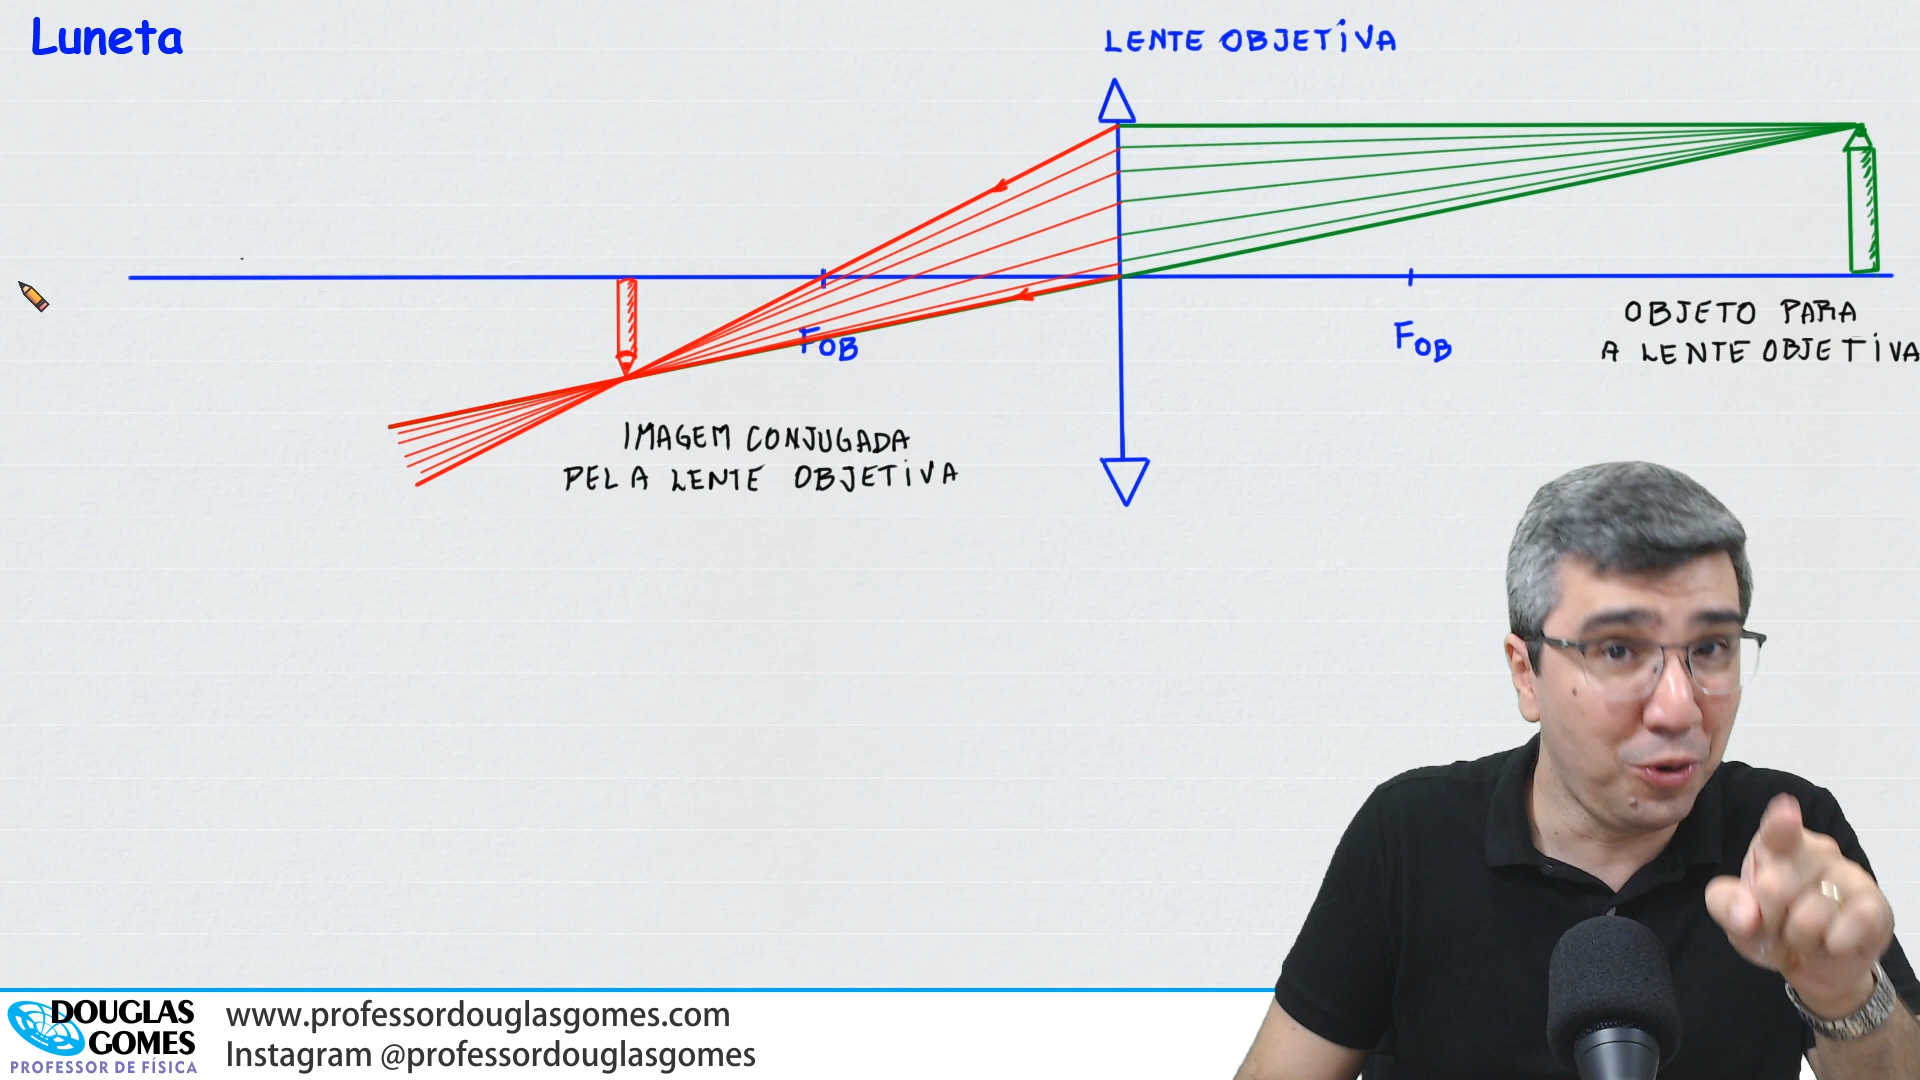 Luneta
LENTE OBJETIVA
FOB
FOB
OBJETO PARA
A LENTE OBJETIVA
IMAGEM CONJUGADA
PELA LENTE OBJETIVA
DOUGLAS
GOMES
PROFESSOR DE FÍSICA
www.professordouglasgomes.com
Instagram @professordouglasgomes